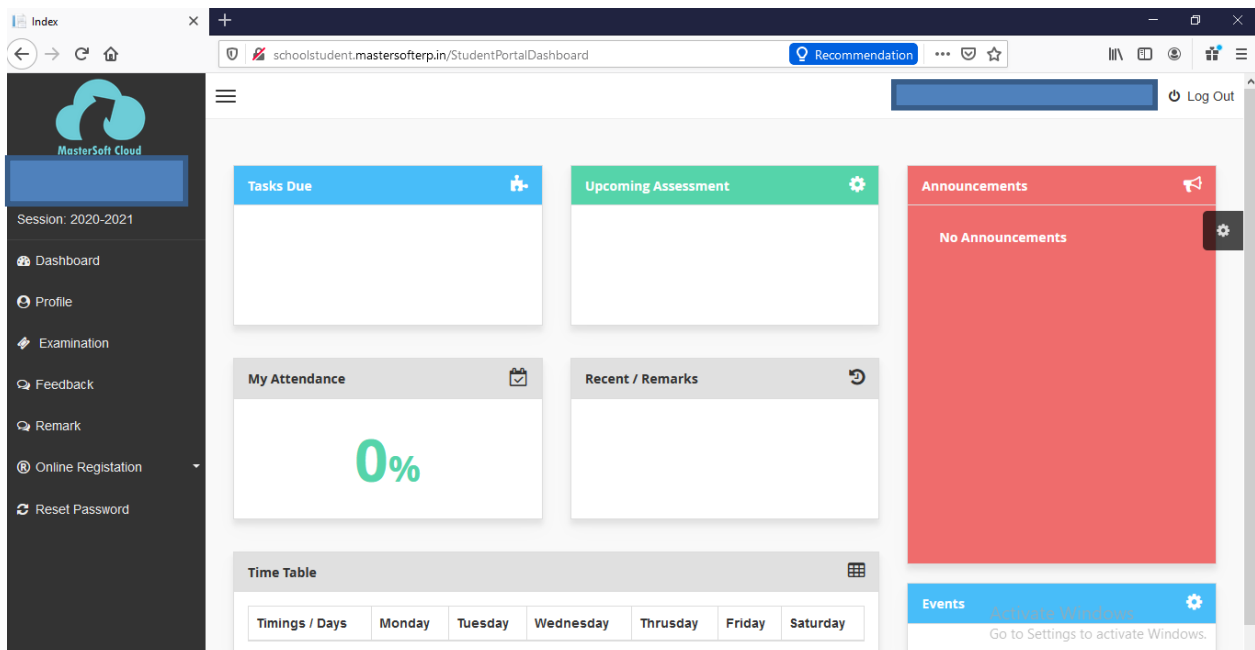 Index
schoolstudent.mastersofterp.in/StudentPortalDashboard
Recommendation
MasterSoft Cloud
Session: 2020-2021
Dashboard
Profile
Examination
Feedback
Remark
Online Registation
Reset Password
Log Out
Tasks Due
Upcoming Assessment
Announcements
No Announcements
My Attendance
0%
Recent / Remarks
Time Table
Timings / Days Monday Tuesday Wednesday Thrusday Friday Saturday
Events
Activate Windows
Go to Settings to activate Windows.